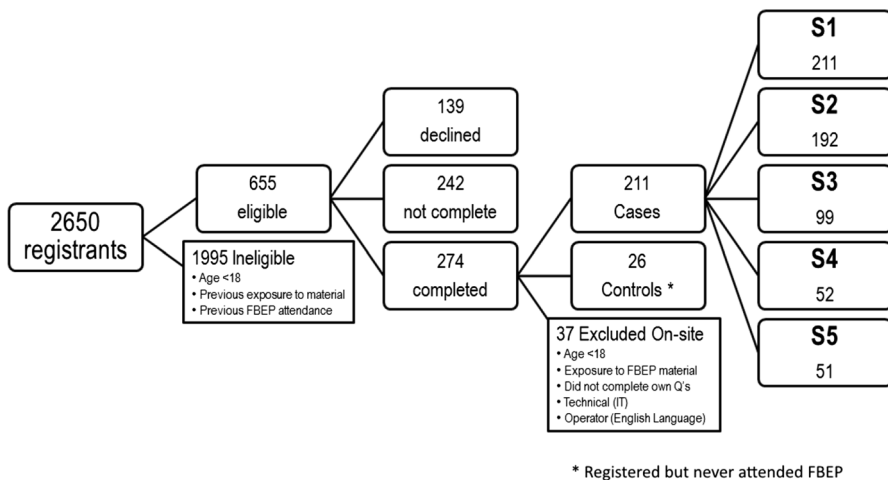 2650
registrants
655
eligible
1995 Ineligible
• Age <18
• Previous exposure to material
• Previous FBEP attendance
139
declined
242
not complete
274
completed
211
Cases
26
Controls *
37 Excluded On-site
• Age <18
• Exposure to FBEP material
• Did not complete own Q's
• Technical (IT)
• Operator (English Language)
S1
211
S2
192
S3
99
S4
52
S5
51
* Registered but never attended FBEP